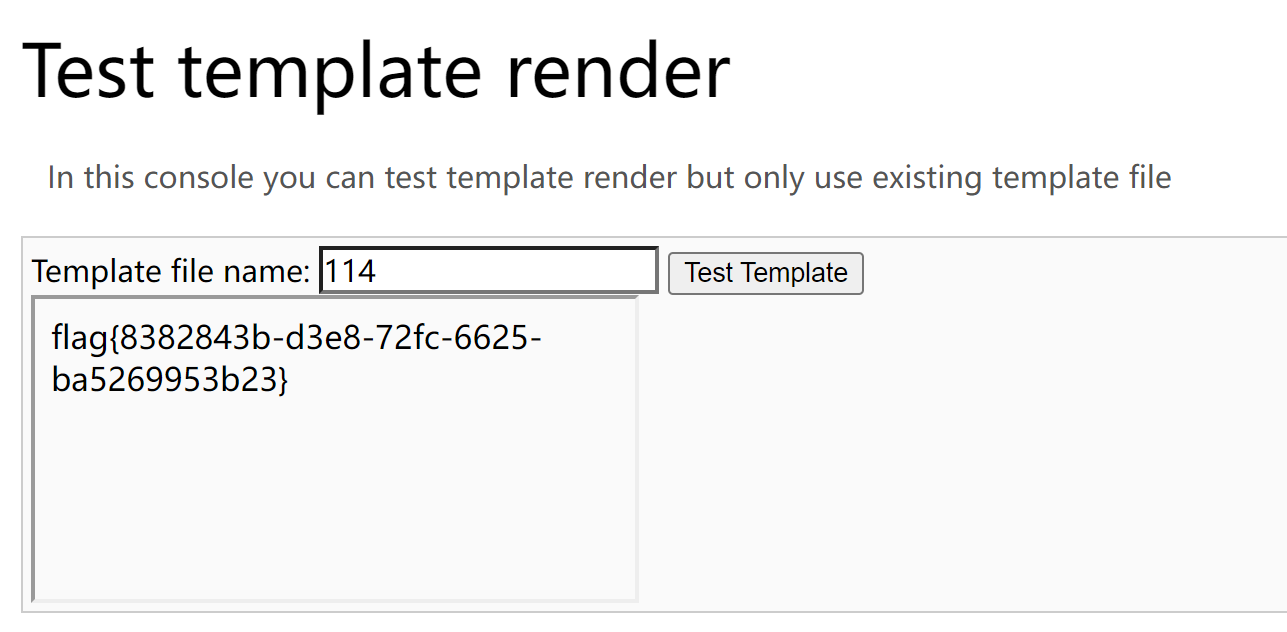 Test template render
In this console you can test template render but only use existing template file
Template file name: 114 Test Template
flag{8382843b-d3e8-72fc-6625-
ba5269953b23}